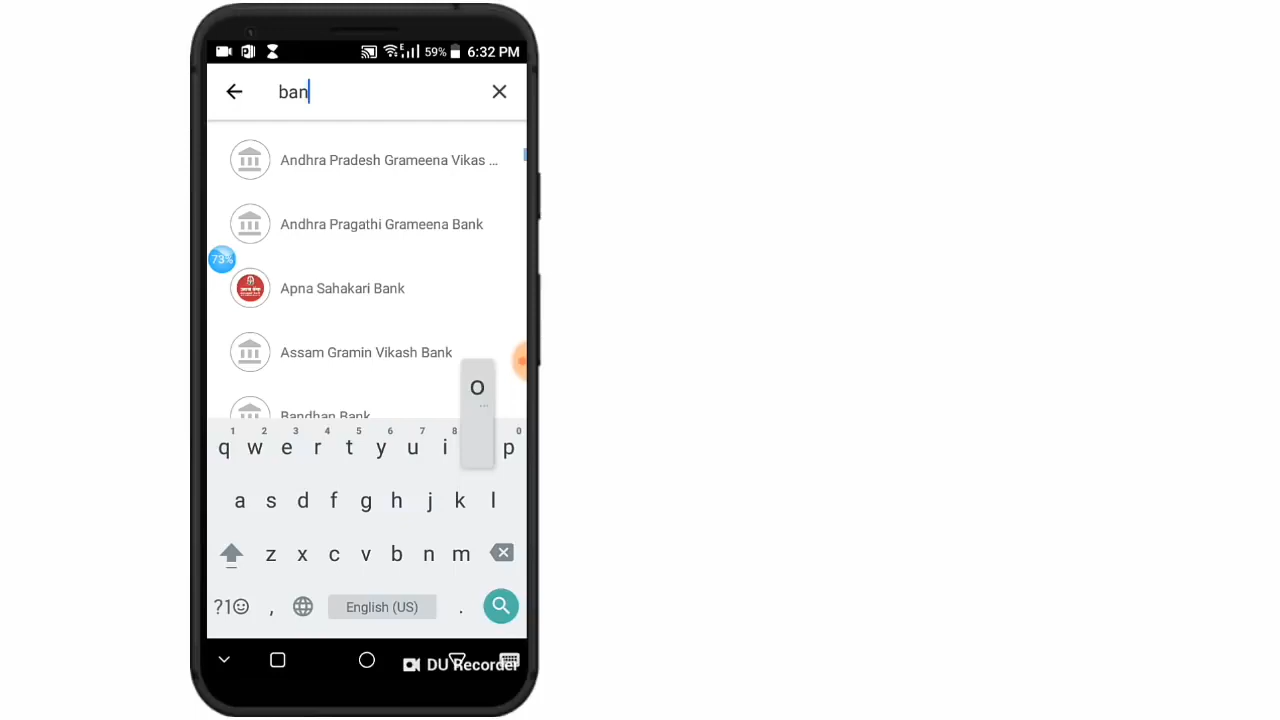 59% 6:32 PM
ban
Andhra Pradesh Grameena Vikas ...
Andhra Pragathi Grameena Bank
73%
Apna Sahakari Bank
Assam Gramin Vikash Bank
Bandhan Bank
o
1 2 3 4 5 6 7 8 0
q w e r t y u i p
a s d f g h j k l
z x c v b n m
?1☺ , English (US) .
DU Recorder